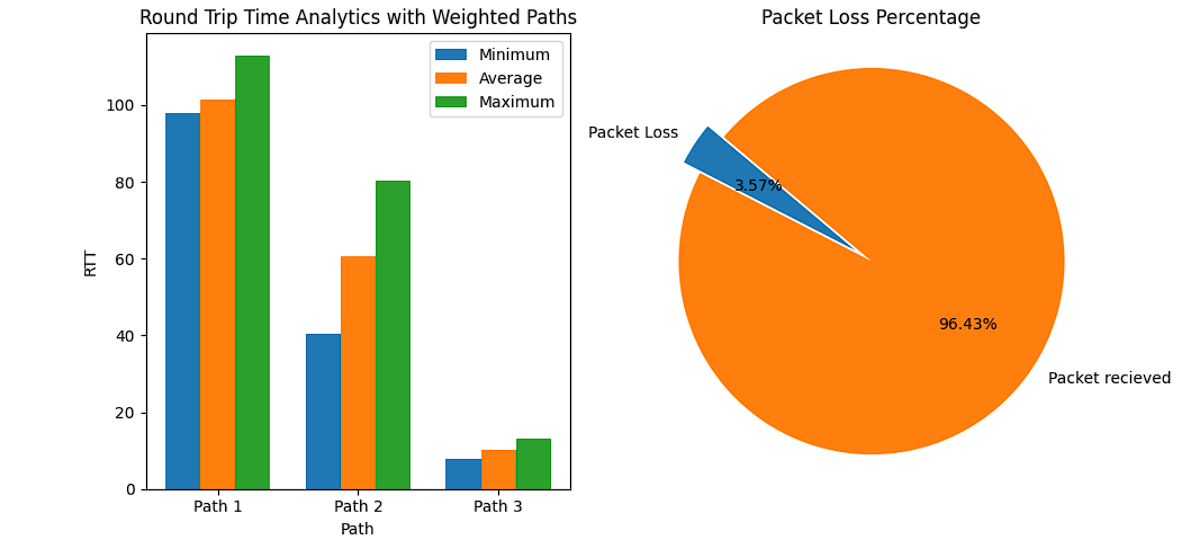 Round Trip Time Analytics with Weighted Paths
Minimum
Average
Maximum
RTT
100
80
60
40
20
0
Path 1
Path 2
Path 3
Path
Packet Loss Percentage
Packet Loss
3.57%
96.43%
Packet recieved